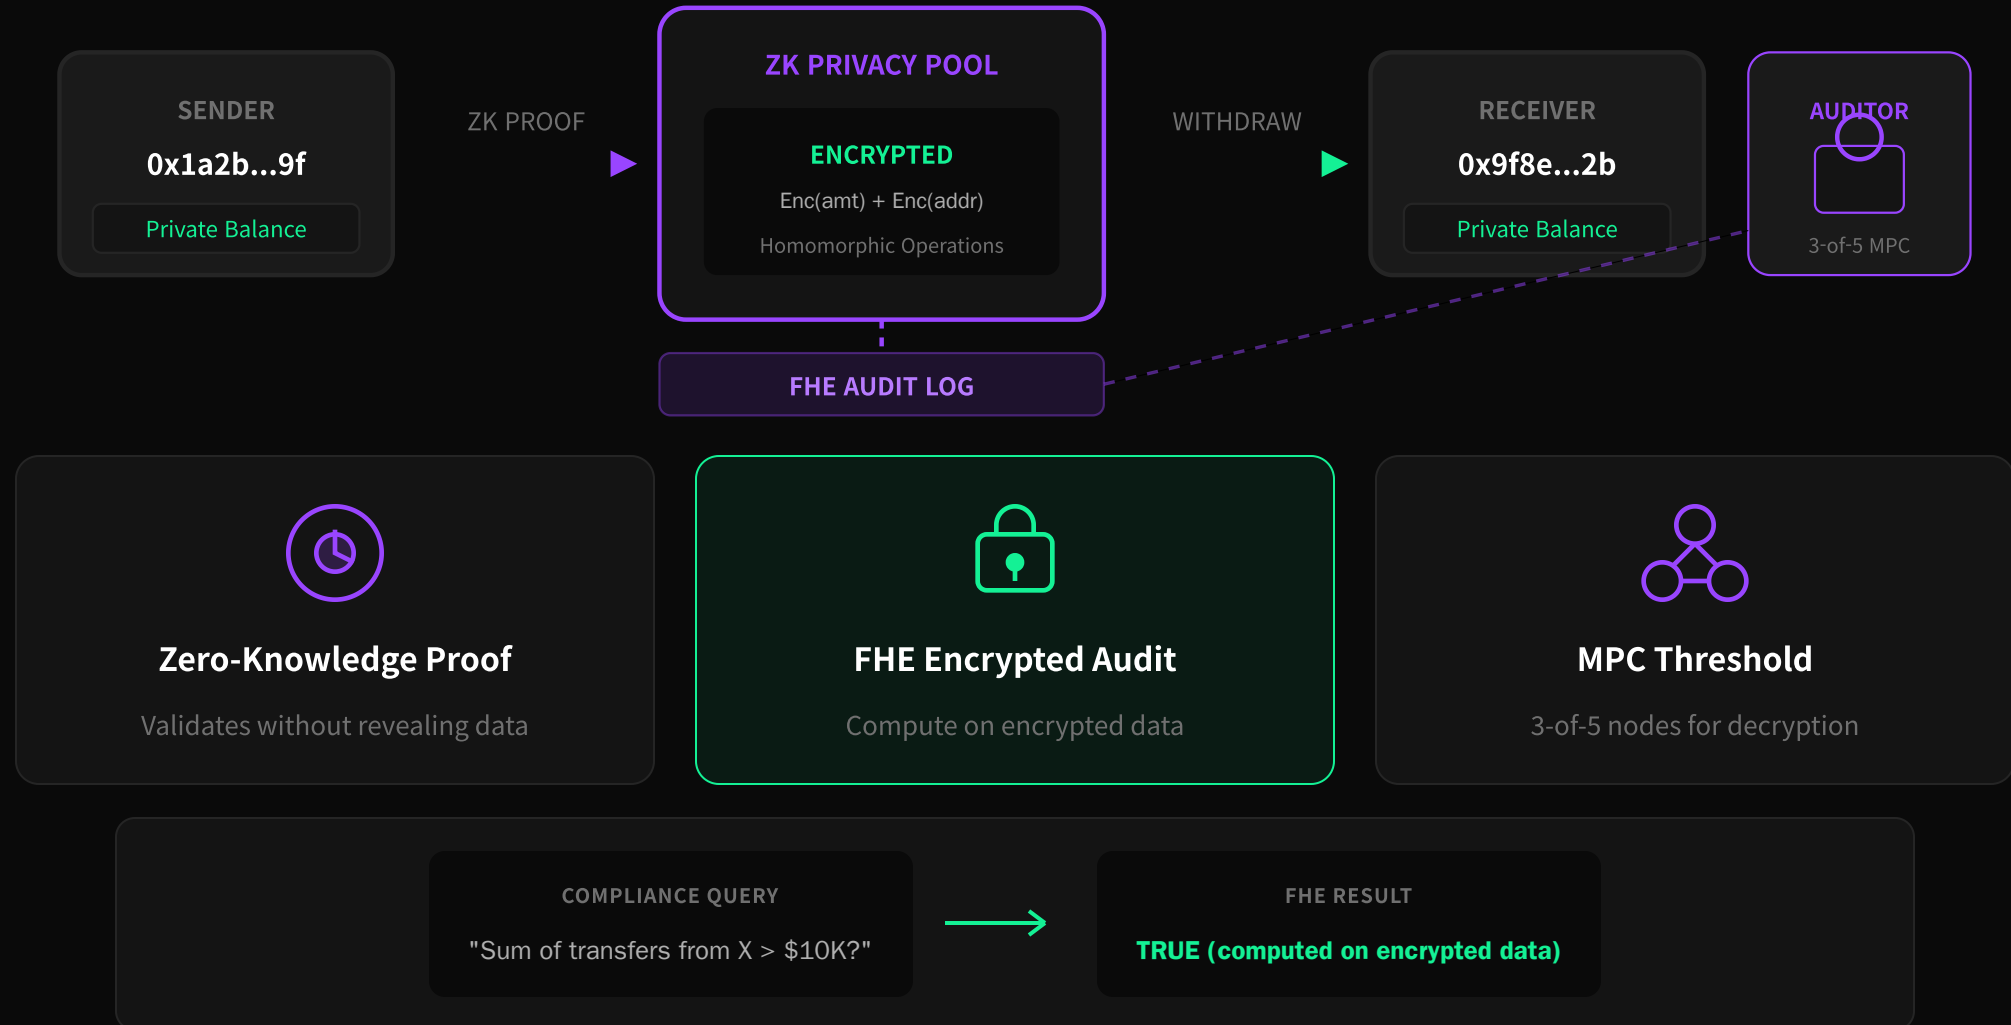 SENDER
0x1a2b...9f
Private Balance
ZK PROOF
ZK PRIVACY POOL
ENCRYPTED
Enc(amt) + Enc(addr)
Homomorphic Operations
WITHDRAW
RECEIVER
0x9f8e...2b
Private Balance
AUDITOR
3-of-5 MPC
FHE AUDIT LOG
Zero-Knowledge Proof
Validates without revealing data
FHE Encrypted Audit
Compute on encrypted data
MPC Threshold
3-of-5 nodes for decryption
COMPLIANCE QUERY
"Sum of transfers from X > $10K?"
FHE RESULT
TRUE (computed on encrypted data)